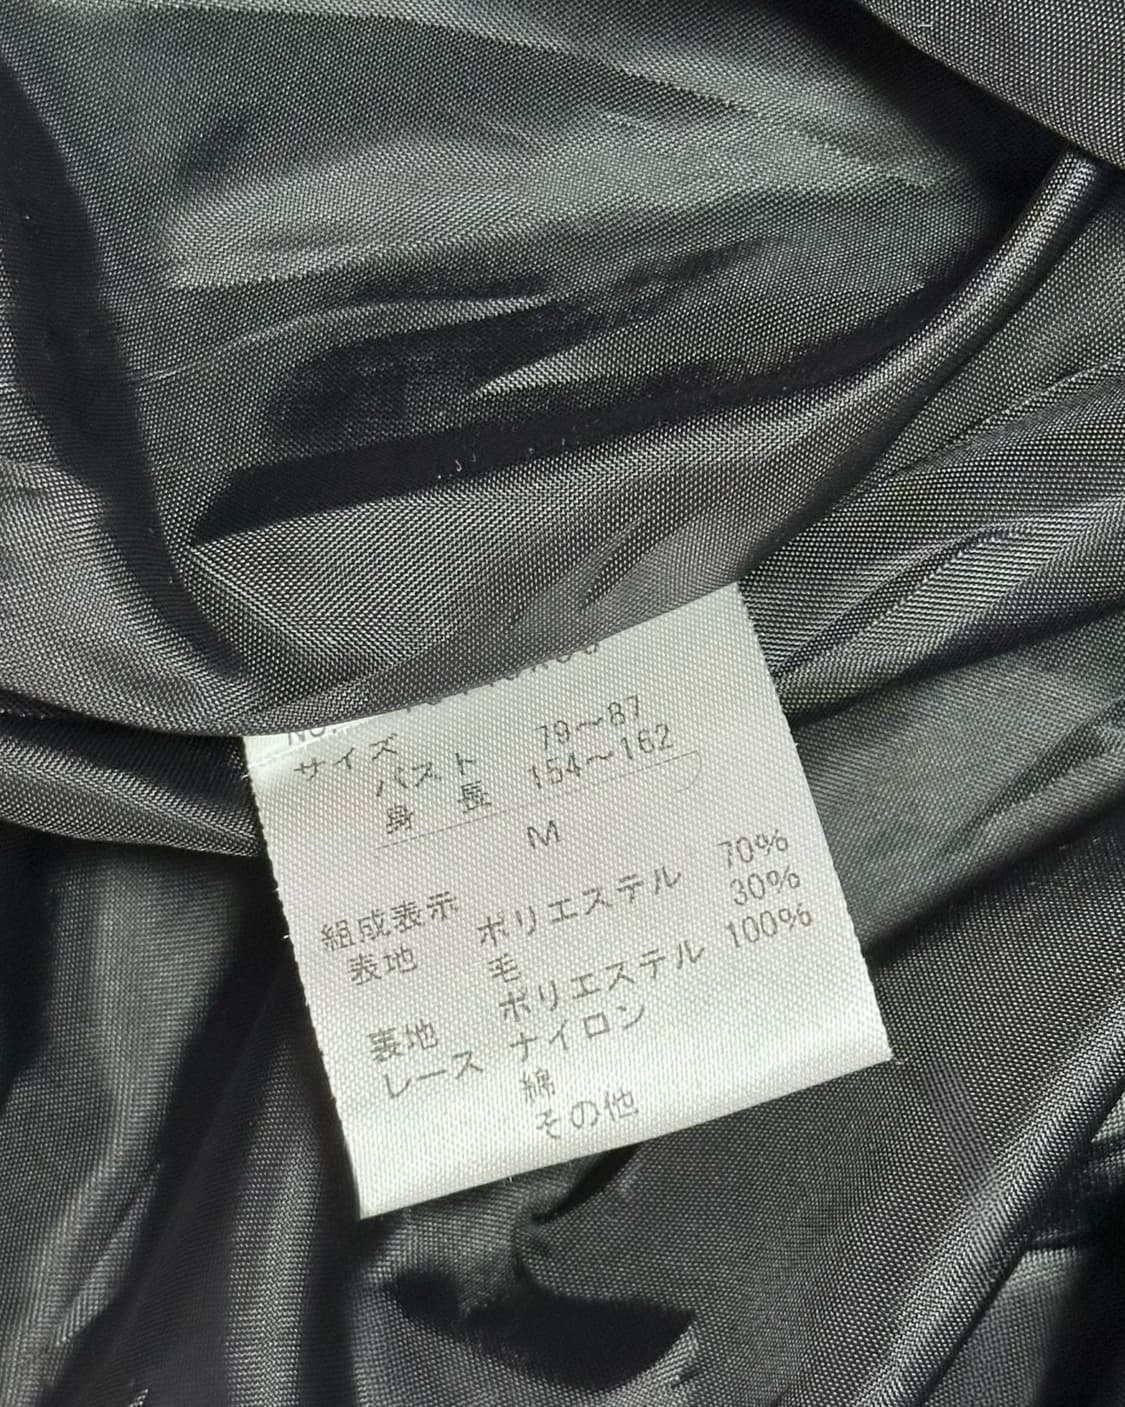 サイズ
バスト 79～87
身 長 154～162
M
組成表示
表地 ポリエステル 70%
毛 30%
裏地 ポリエステル 100%
レース ナイロン
綿
その他